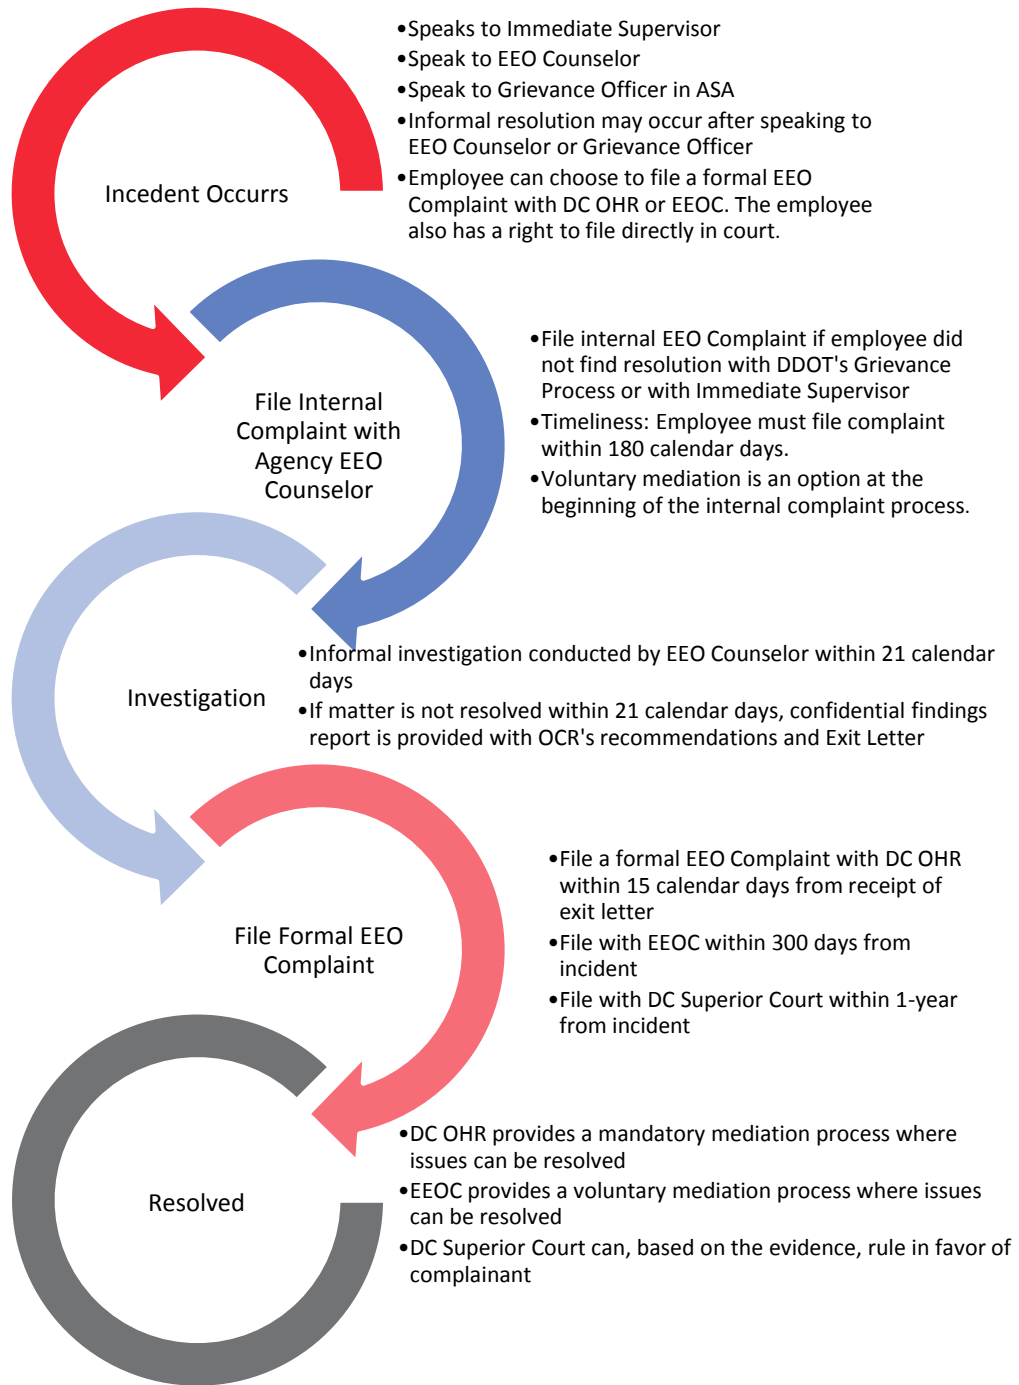 •Speaks to Immediate Supervisor
•Speak to EEO Counselor
•Speak to Grievance Officer in ASA
•Informal resolution may occur after speaking to
EEO Counselor or Grievance Officer
•Employee can choose to file a formal EEO
Complaint with DC OHR or EEOC. The employee
also has a right to file directly in court.
Incedent Occurrs
•File internal EEO Complaint if employee did
not find resolution with DDOT's Grievance
Process or with Immediate Supervisor
•Timeliness: Employee must file complaint
within 180 calendar days.
•Voluntary mediation is an option at the
beginning of the internal complaint process.
File Internal
Complaint with
Agency EEO
Counselor
•Informal investigation conducted by EEO Counselor within 21 calendar
days
•If matter is not resolved within 21 calendar days, confidential findings
report is provided with OCR's recommendations and Exit Letter
Investigation
•File a formal EEO Complaint with DC OHR
within 15 calendar days from receipt of
exit letter
•File with EEOC within 300 days from
incident
•File with DC Superior Court within 1-year
from incident
File Formal EEO
Complaint
•DC OHR provides a mandatory mediation process where
issues can be resolved
•EEOC provides a voluntary mediation process where issues
can be resolved
•DC Superior Court can, based on the evidence, rule in favor of
complainant
Resolved